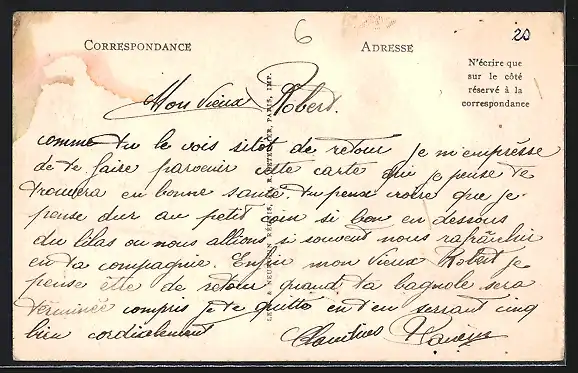 6
20
CORRESPONDANCE ADRESSE
N'écrire que
sur le côté
réservé à la
correspondance
Mon Vieux Robert.
comme tu le vois sitot de retour je m'empresse
de te faire parvenir cette carte qui je pense te
trouvera en bonne santé. tu peux croire que je
pense dur au petit coin si bon en dessous
du lilas ou nous allions si souvent nous rafraîchir
en ta compagnie. Enfin mon Vieux Robert je
pense être de retour quand ta bagnole sera
terminée compris je te quitte en t'en serrant cinq
bien cordialement